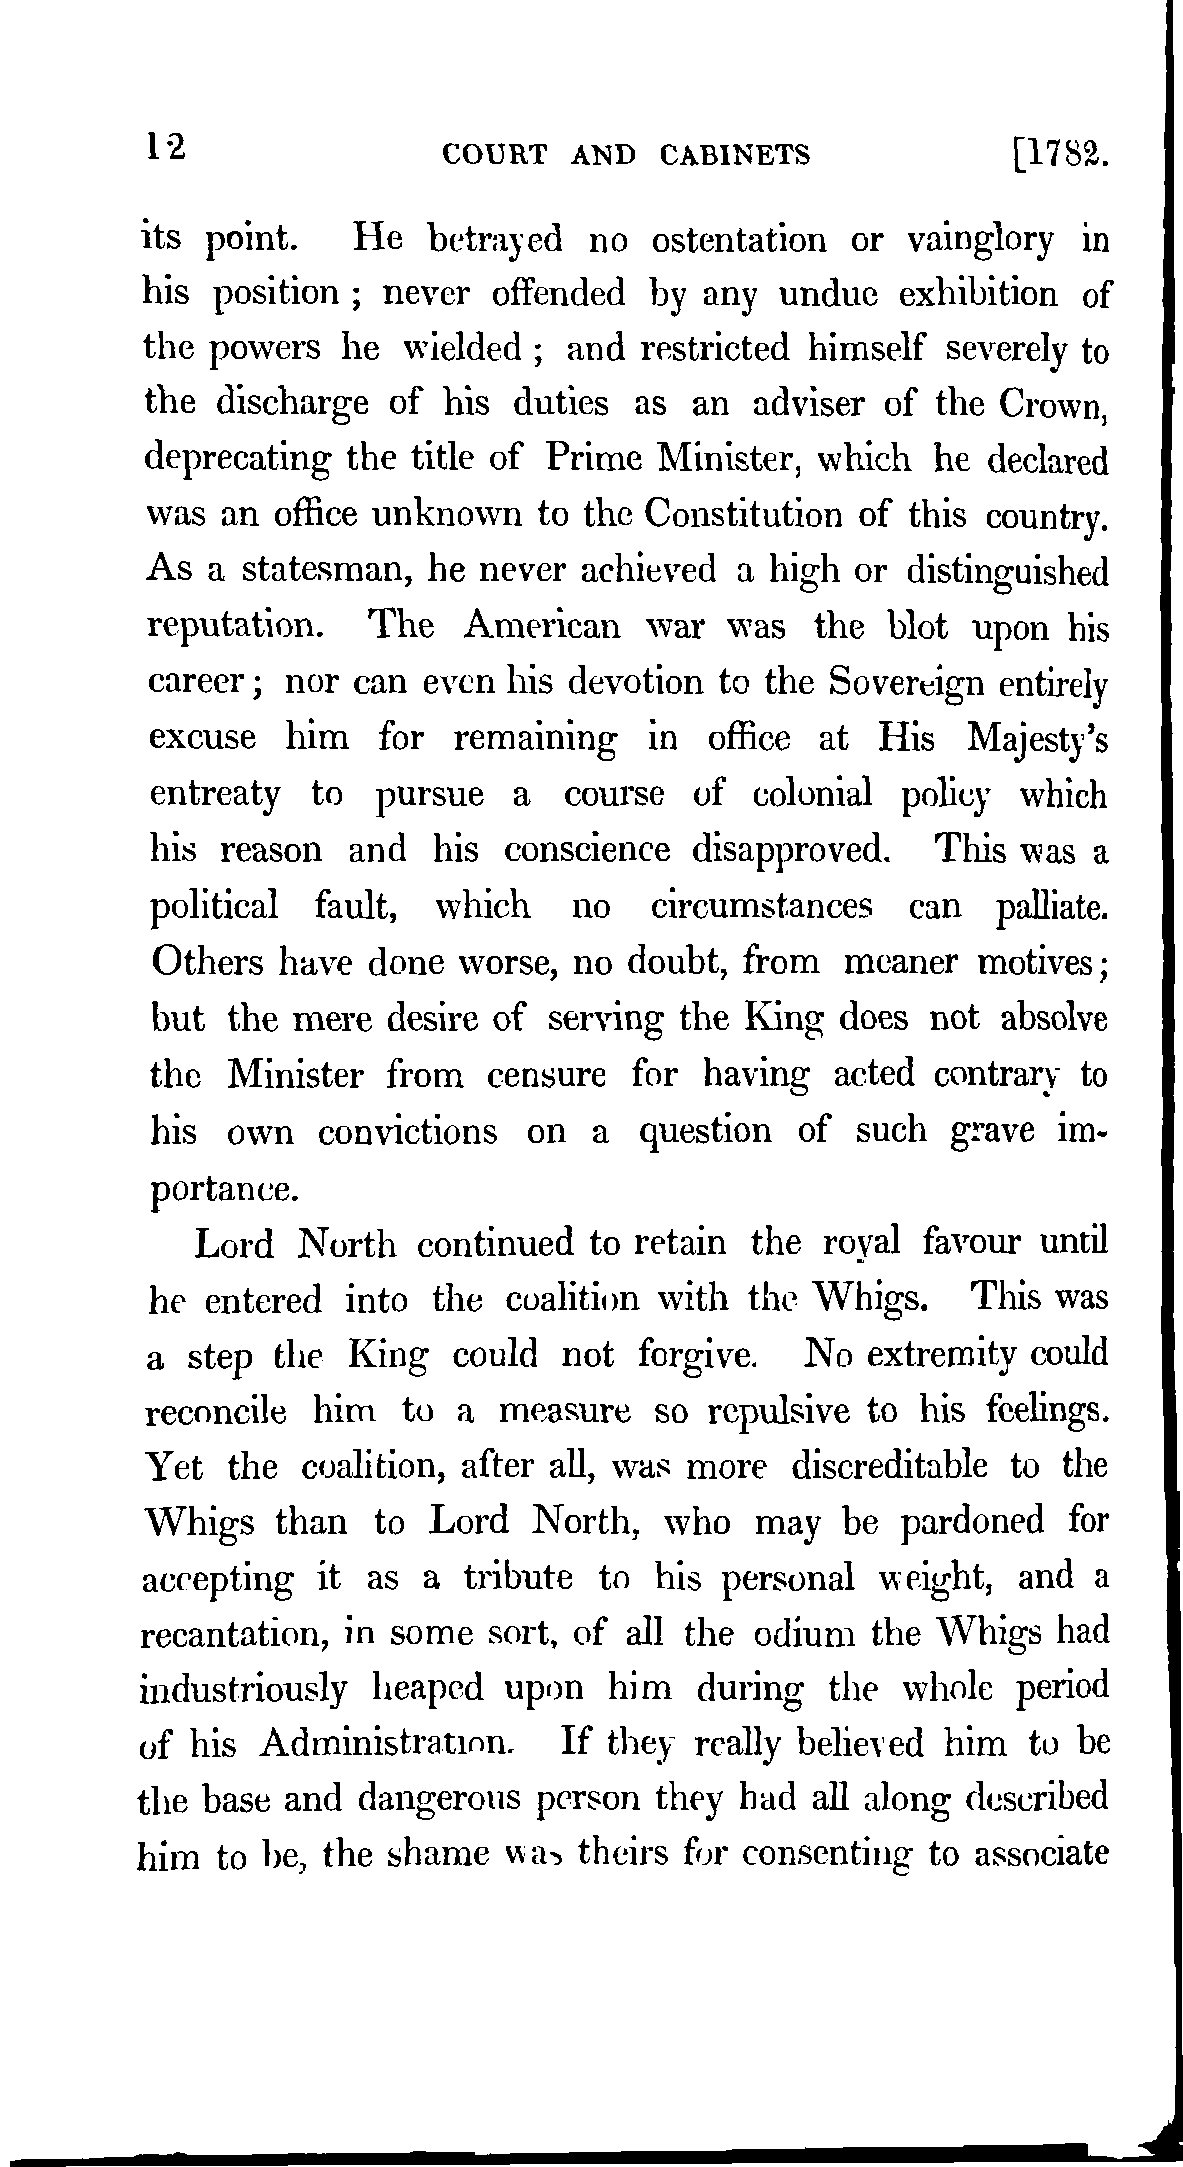 12 COURT AND CABINETS [1782.
its point. He betrayed no ostentation or vainglory in
his position ; never offended by any undue exhibition of
the powers he wielded ; and restricted himself severely to
the discharge of his duties as an adviser of the Crown,
deprecating the title of Prime Minister, which he declared
was an office unknown to the Constitution of this country.
As a statesman, he never achieved a high or distinguished
reputation. The American war was the blot upon his
career ; nor can even his devotion to the Sovereign entirely
excuse him for remaining in office at His Majesty's
entreaty to pursue a course of colonial policy which
his reason and his conscience disapproved. This was a
political fault, which no circumstances can palliate.
Others have done worse, no doubt, from meaner motives ;
but the mere desire of serving the King does not absolve
the Minister from censure for having acted contrary to
his own convictions on a question of such grave im-
portance.
Lord North continued to retain the royal favour until
he entered into the coalition with the Whigs. This was
a step the King could not forgive. No extremity could
reconcile him to a measure so repulsive to his feelings.
Yet the coalition, after all, was more discreditable to the
Whigs than to Lord North, who may be pardoned for
accepting it as a tribute to his personal weight, and a
recantation, in some sort, of all the odium the Whigs had
industriously heaped upon him during the whole period
of his Administration. If they really believed him to be
the base and dangerous person they had all along described
him to be, the shame was theirs for consenting to associate